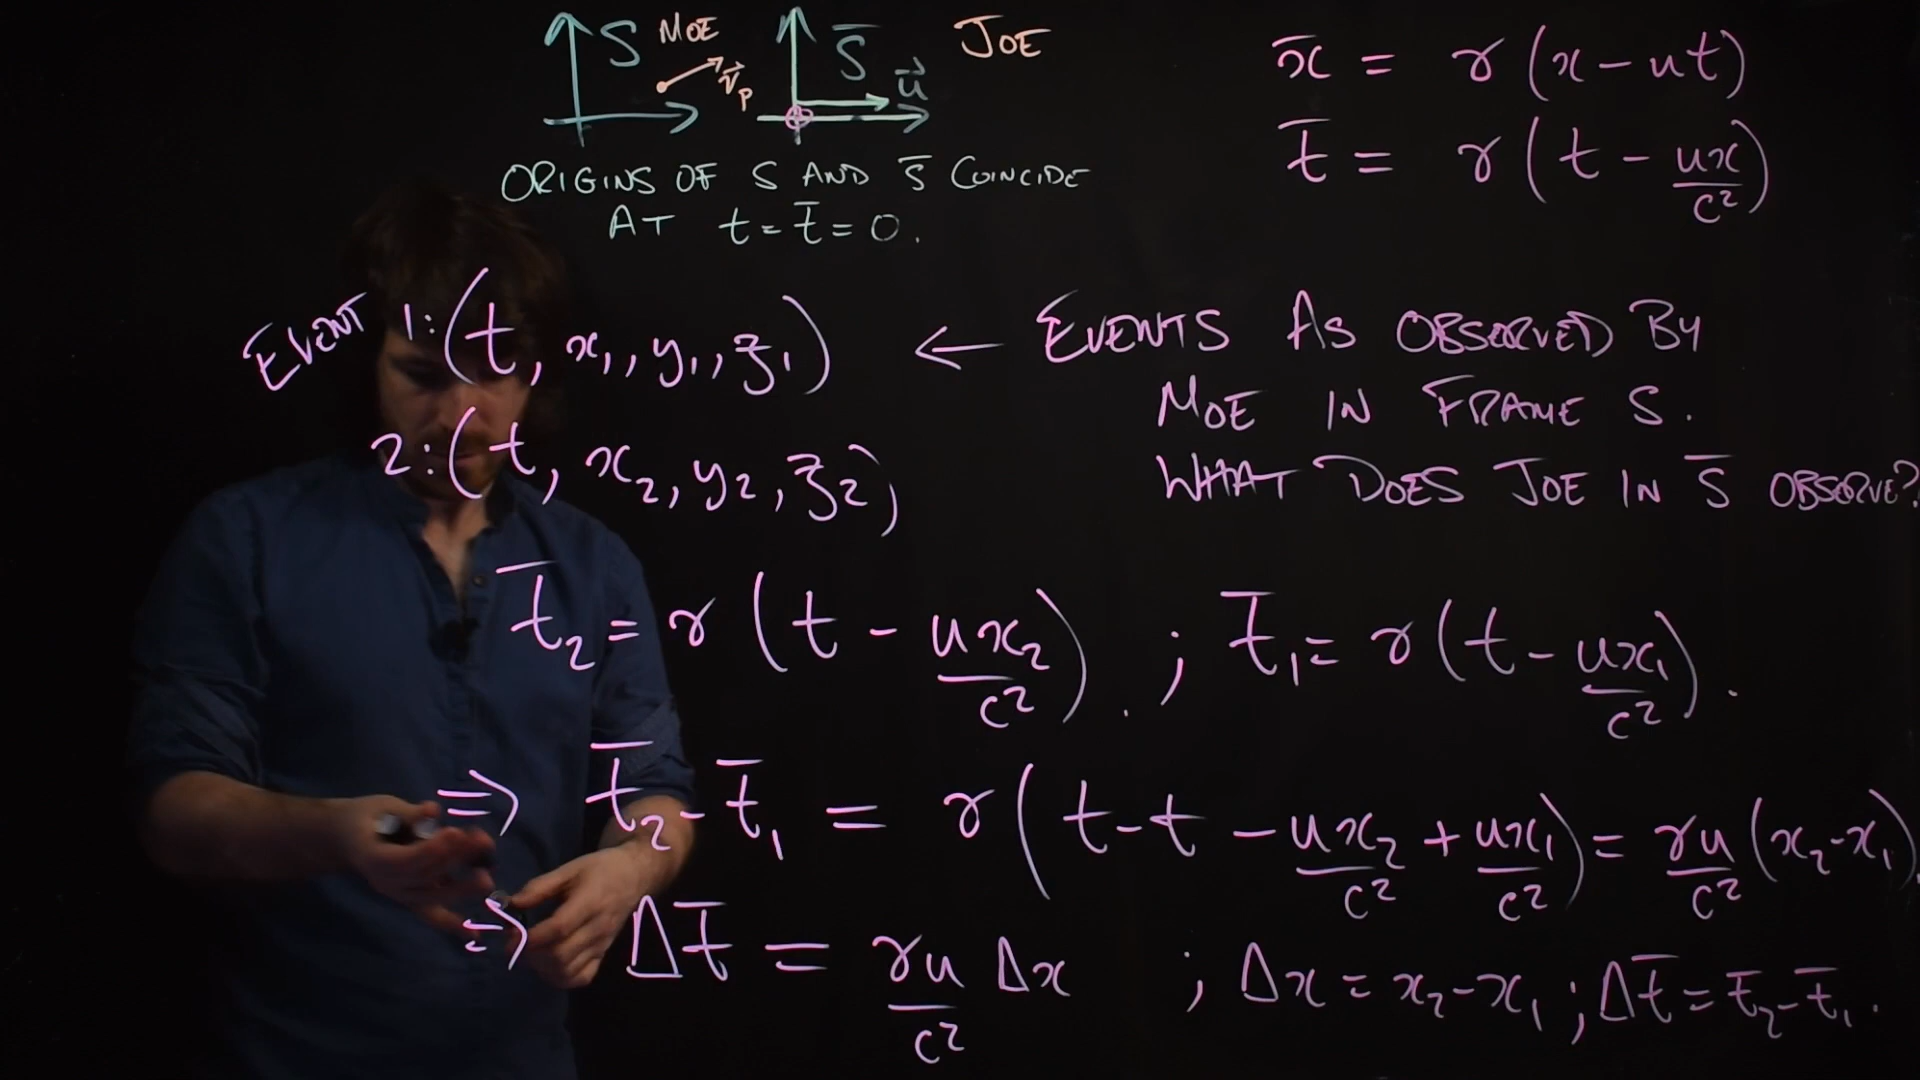 S MOE v⃗ₚ S̄ u⃗ JOE
ORIGINS OF S AND S̄ COINCIDE
AT t = t̄ = 0.
x̄ = γ(x - ut)
t̄ = γ(t - ux/c²)
EVENT 1: (t, x₁, y₁, z₁)
2: (t, x₂, y₂, z₂)
← EVENTS AS OBSERVED BY
MOE IN FRAME S.
WHAT DOES JOE IN S̄ OBSERVE?
t̄₂ = γ(t - ux₂/c²). ; t̄₁ = γ(t - ux₁/c²).
⇒ t̄₂ - t̄₁ = γ(t - t - ux₂/c² + ux₁/c²) = γu/c² (x₂ - x₁).
⇒ Δt̄ = γu/c² Δx ; Δx = x₂ - x₁ ; Δt̄ = t̄₂ - t̄₁.